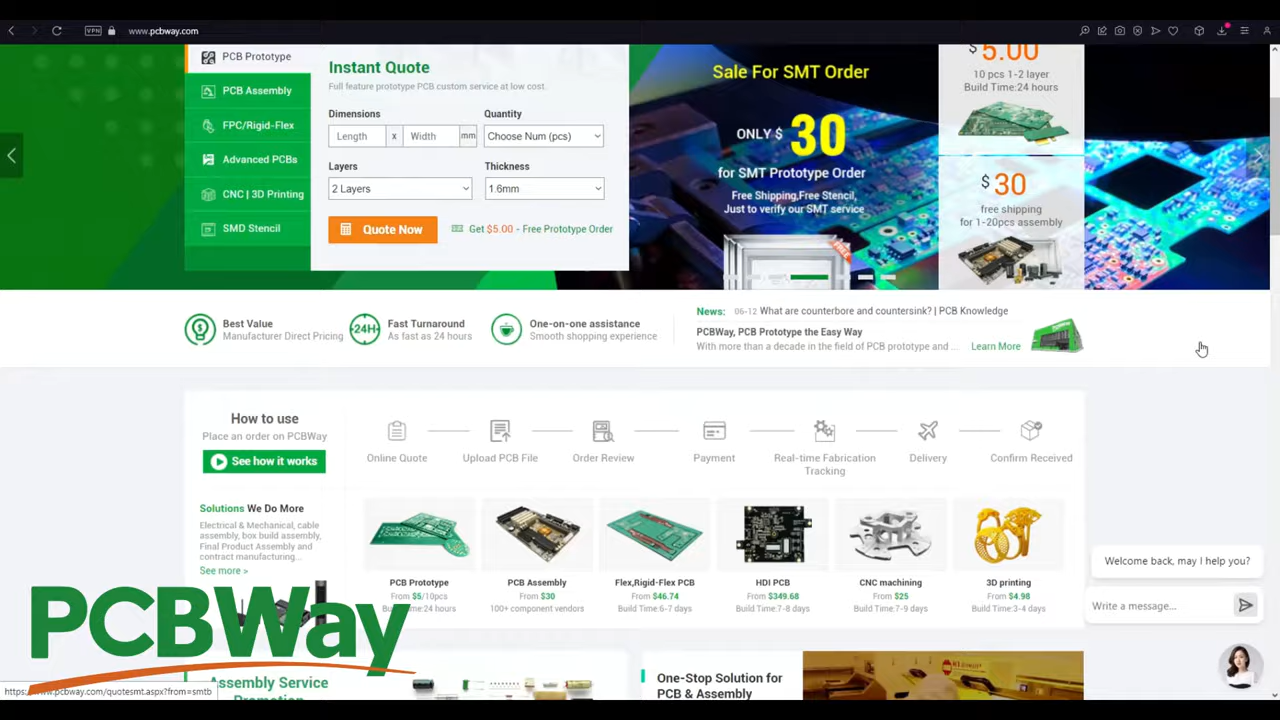 VPN
www.pcbway.com
PCB Prototype
PCB Assembly
FPC/Rigid-Flex
Advanced PCBs
CNC | 3D Printing
SMD Stencil
Instant Quote
Full feature prototype PCB custom service at low cost.
Dimensions
Quantity
Length x Width mm
Choose Num (pcs)
Layers
Thickness
2 Layers
1.6mm
Quote Now
Get $5.00 - Free Prototype Order
Sale For SMT Order
ONLY $ 30
for SMT Prototype Order
Free Shipping,Free Stencil,
Just to verify our SMT service
FREE
$ 5.00
10 pcs 1-2 layer
Build Time:24 hours
$ 30
free shipping
for 1-20pcs assembly
Best Value
Manufacturer Direct Pricing
24H
Fast Turnaround
As fast as 24 hours
One-on-one assistance
Smooth shopping experience
News: 06-12 What are counterbore and countersink? | PCB Knowledge
PCBWay, PCB Prototype the Easy Way
With more than a decade in the field of PCB prototype and ... Learn More
How to use
Place an order on PCBWay
See how it works
Online Quote
Upload PCB File
Order Review
Payment
Real-time Fabrication
Tracking
Delivery
Confirm Received
Solutions We Do More
Electrical & Mechanical, cable
assembly, box build assembly,
Final Product Assembly and
contract manufacturing...
See more >
PCB Prototype
From $5/10pcs
Build Time:24 hours
PCB Assembly
From $30
100+ component vendors
Flex,Rigid-Flex PCB
From $46.74
Build Time:6-7 days
HDI PCB
From $349.68
Build Time:7-8 days
CNC machining
From $25
Build Time:7-9 days
3D printing
From $4.98
Build Time:3-4 days
Welcome back, may I help you?
Write a message...
PCBWay
Assembly Service
Promotion
One-Stop Solution for
PCB & Assembly
https://www.pcbway.com/quotesmt.aspx?from=smtb